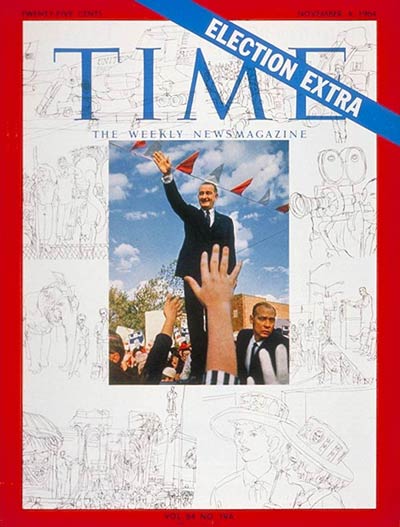 TWENTY-FIVE CENTS
NOVEMBER 4, 1964
ELECTION EXTRA
TIME
THE WEEKLY NEWSMAGAZINE
VOL. 84 NO. 19A